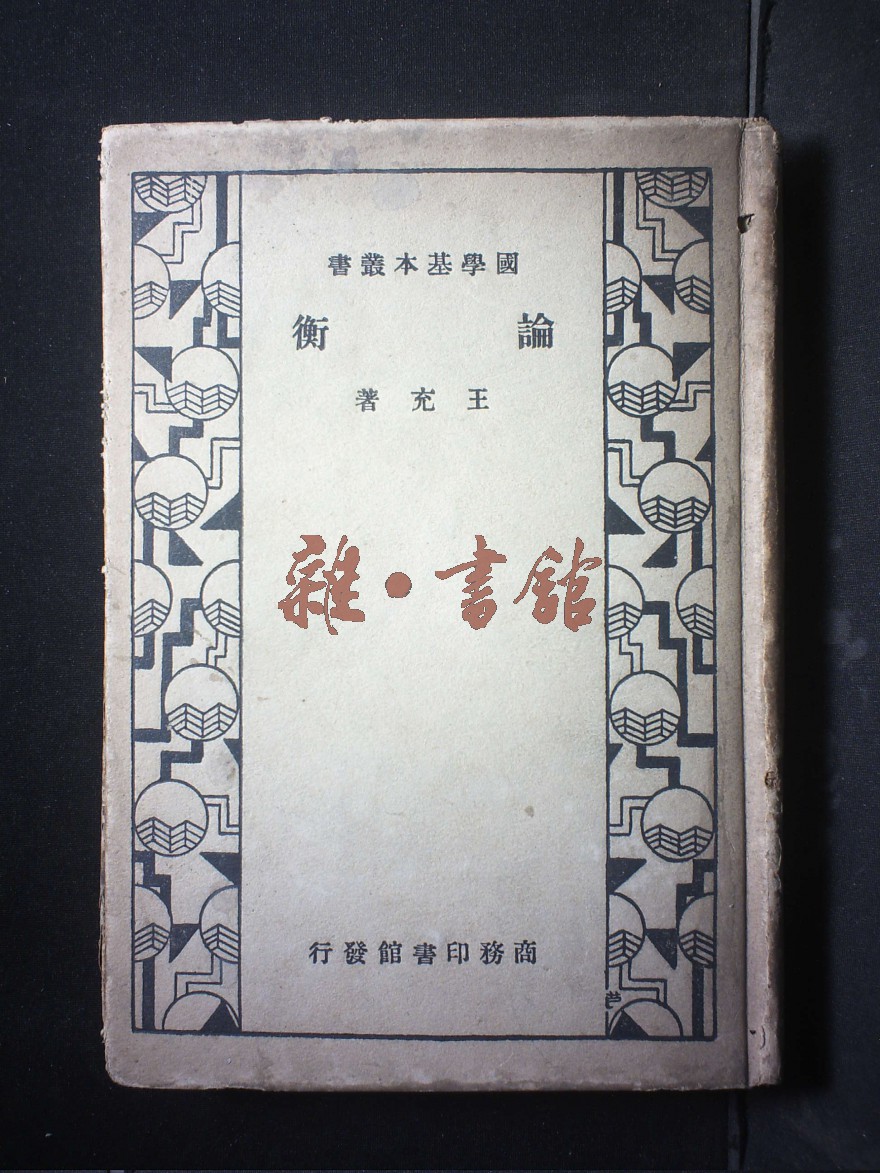 國學基本叢書
論衡
王充著
雜·書館
商務印書館發行